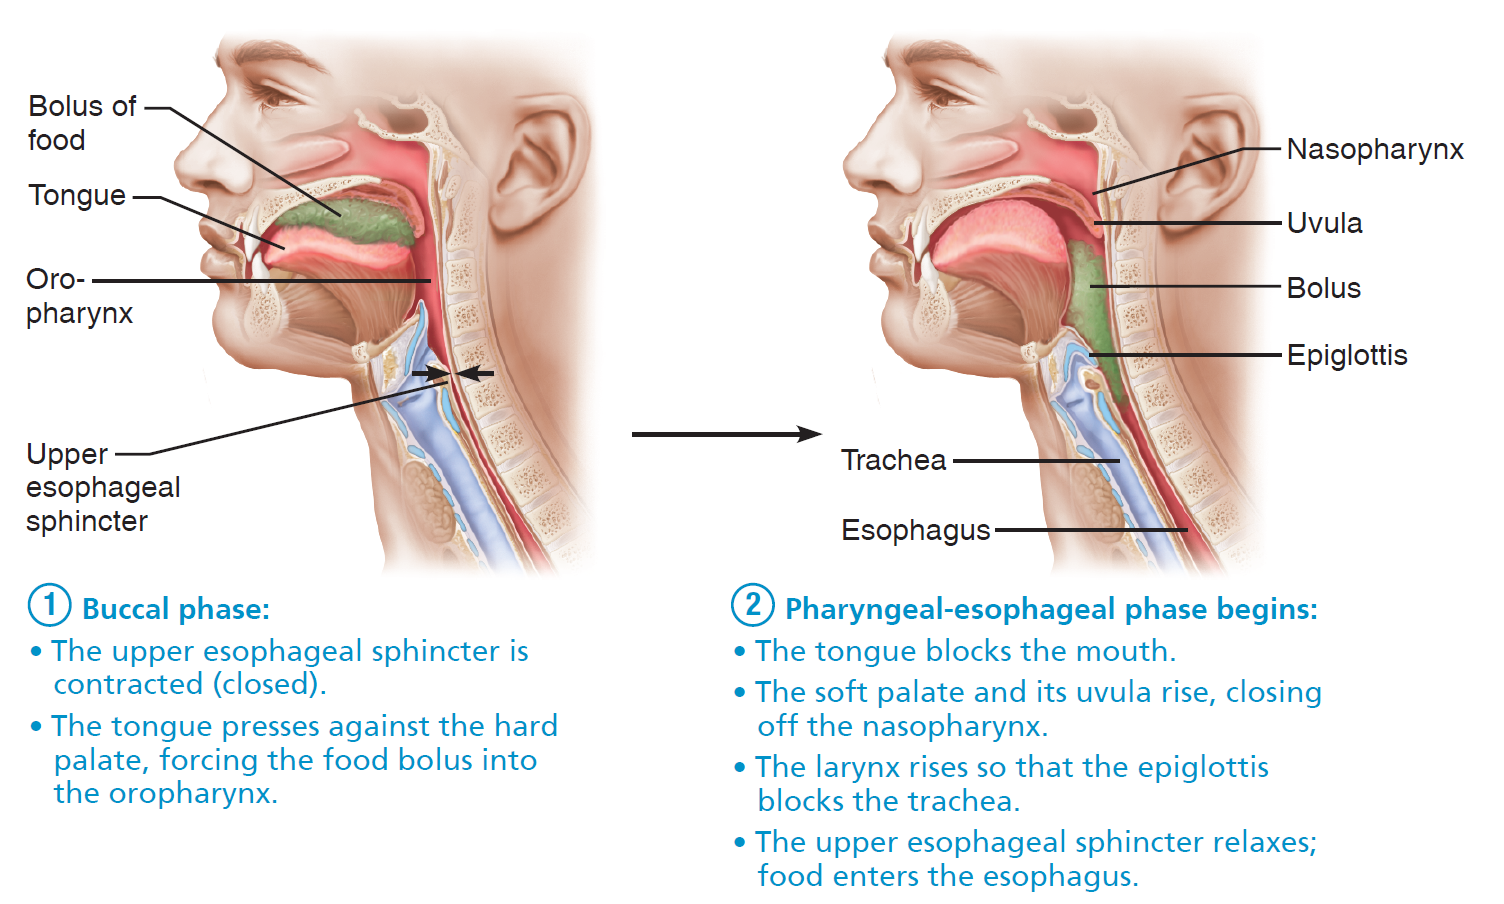 Bolus of
food
Tongue
Oro-
pharynx
Upper
esophageal
sphincter
Nasopharynx
Uvula
Bolus
Epiglottis
Trachea
Esophagus
1 Buccal phase:
• The upper esophageal sphincter is
contracted (closed).
• The tongue presses against the hard
palate, forcing the food bolus into
the oropharynx.
2 Pharyngeal-esophageal phase begins:
• The tongue blocks the mouth.
• The soft palate and its uvula rise, closing
off the nasopharynx.
• The larynx rises so that the epiglottis
blocks the trachea.
• The upper esophageal sphincter relaxes;
food enters the esophagus.